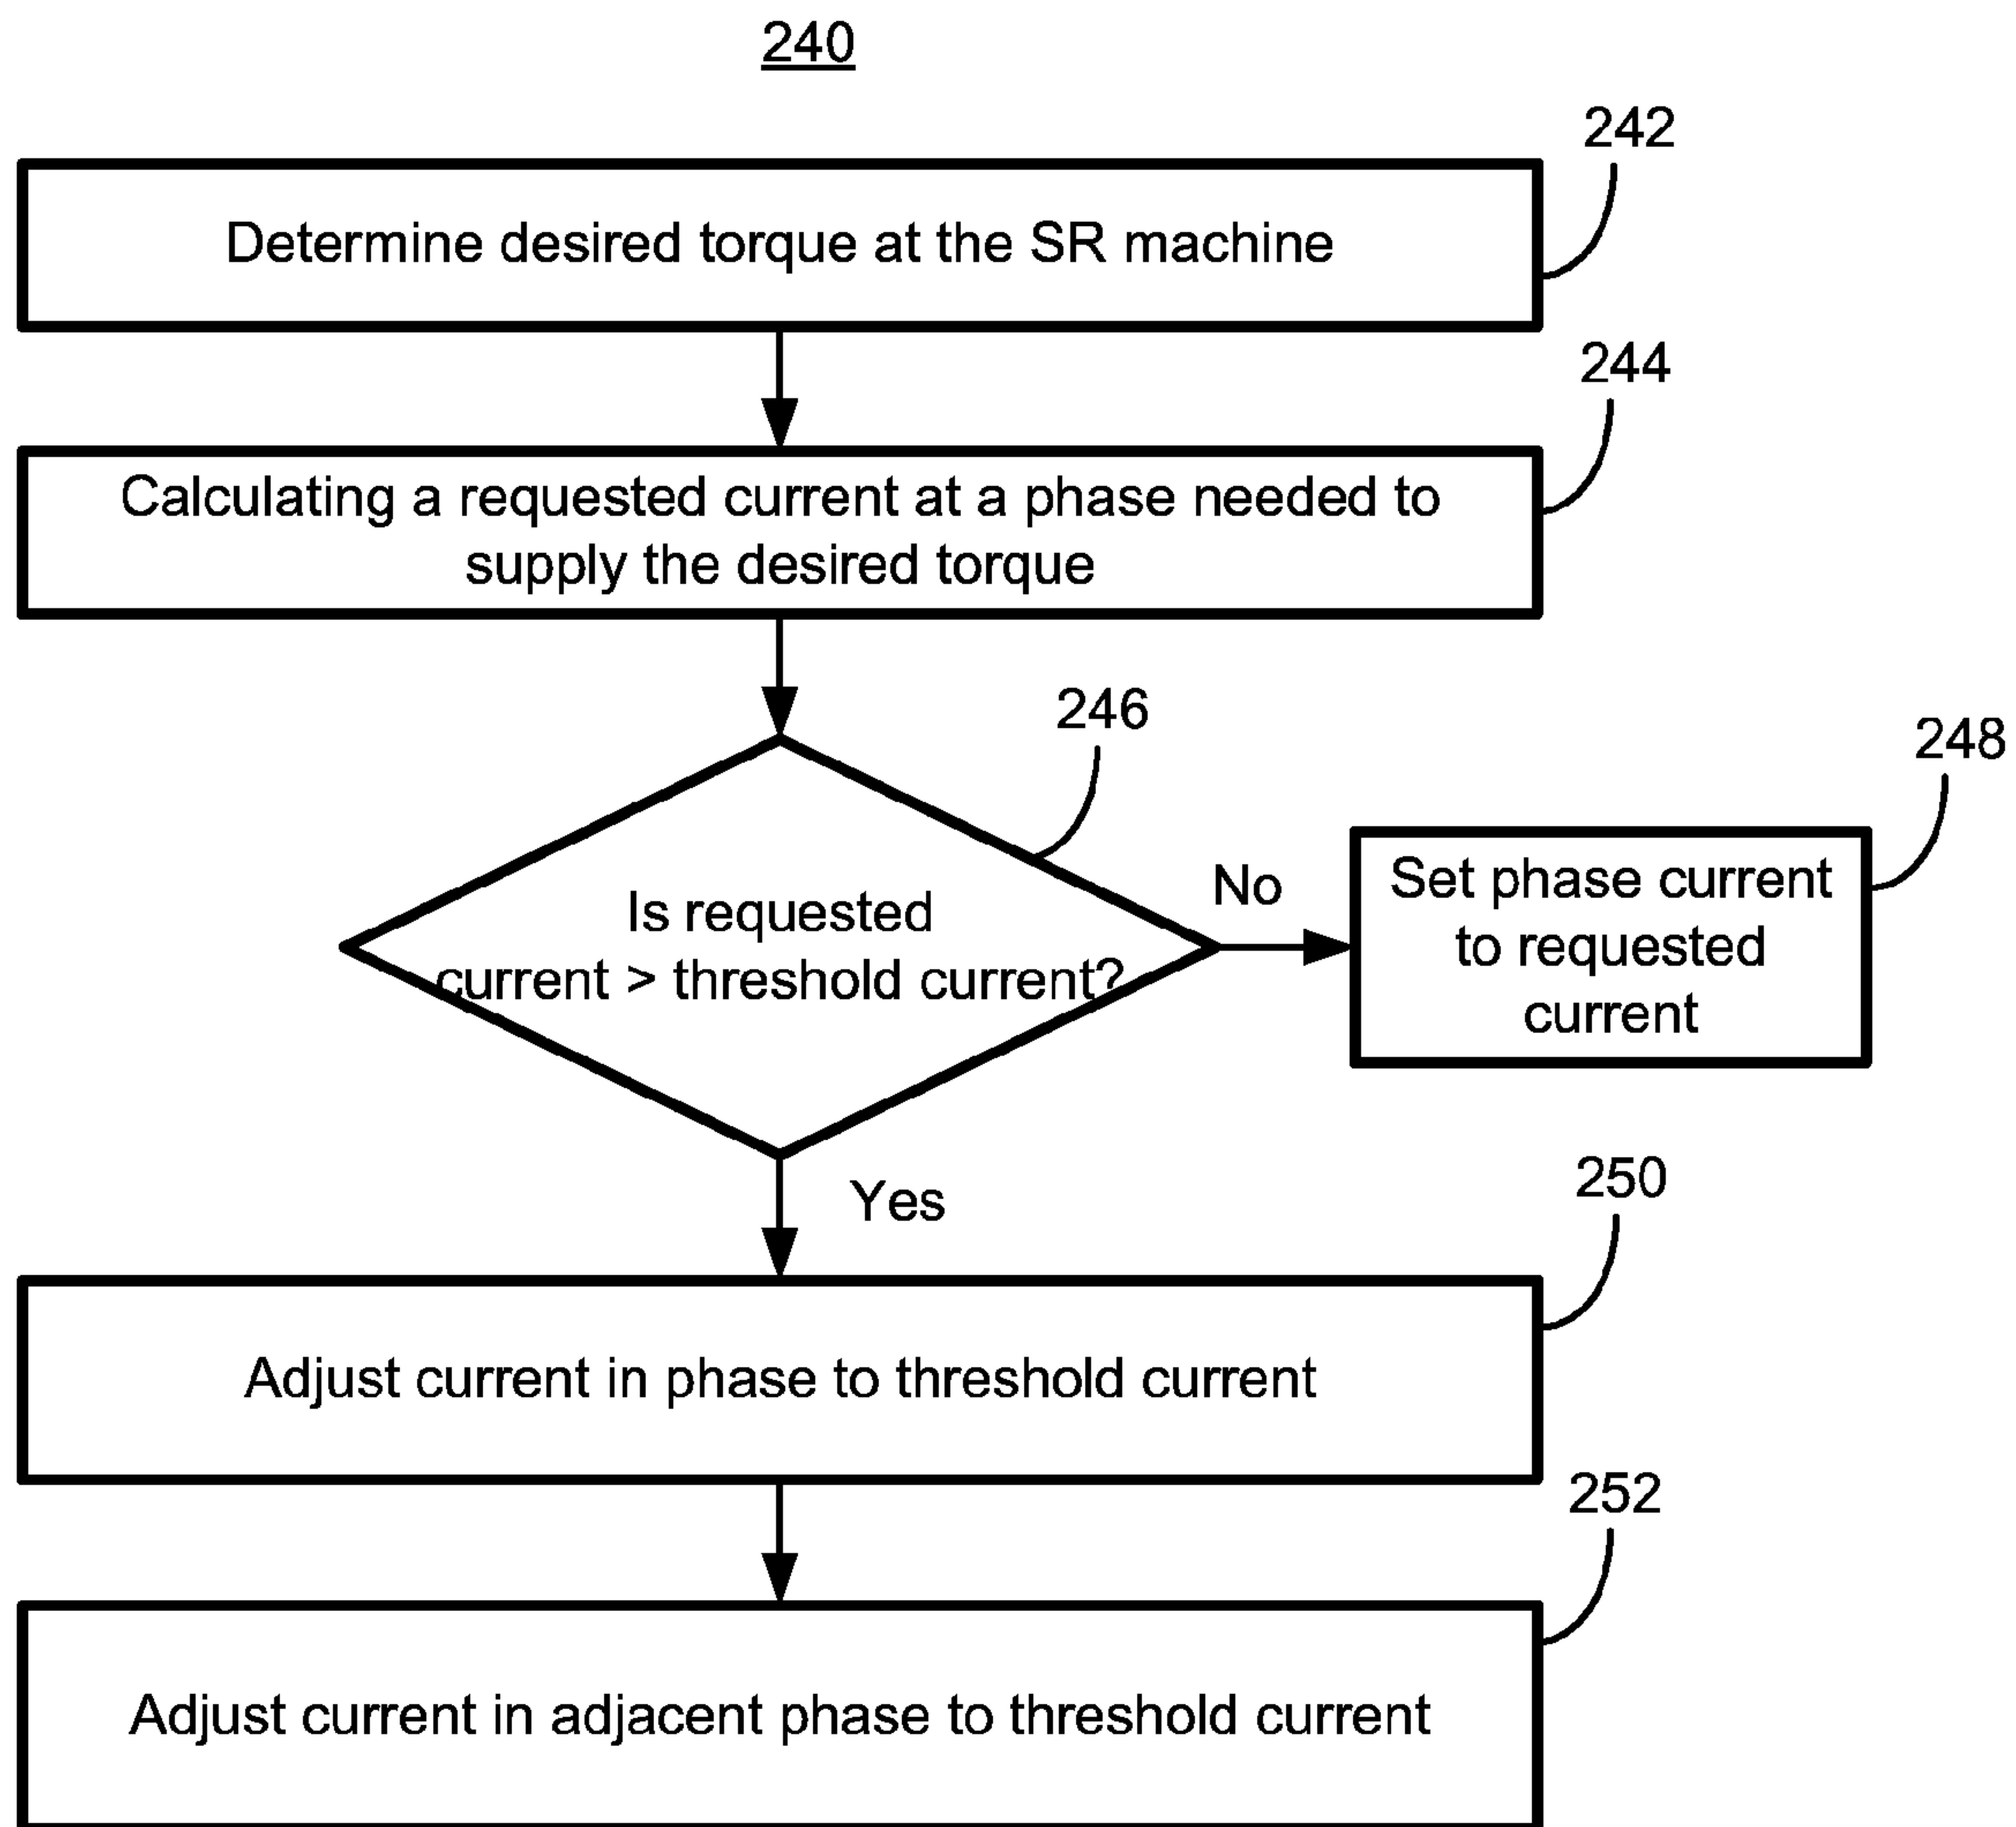 240
242
Determine desired torque at the SR machine
244
Calculating a requested current at a phase needed to
supply the desired torque
246
Is requested
current > threshold current?
No
248
Set phase current
to requested
current
Yes
250
Adjust current in phase to threshold current
252
Adjust current in adjacent phase to threshold current